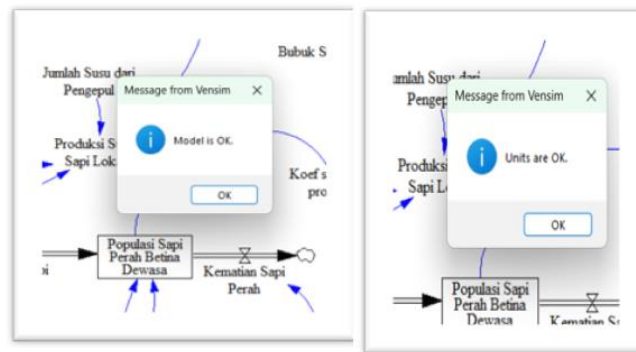 Bubuk S
Jumlah Susu dari
Pengepul
Message from Vensim
Model is OK.
OK
Produksi S
Sapi Lok
Koef s
pro
Populasi Sapi
Perah Betina
Dewasa
Kematian Sapi
Perah
umlah Susu dari
Pengep
Message from Vensim
Units are OK.
OK
Produks
Sapi L
Populasi Sapi
Perah Betina
Dewasa
Kematian S